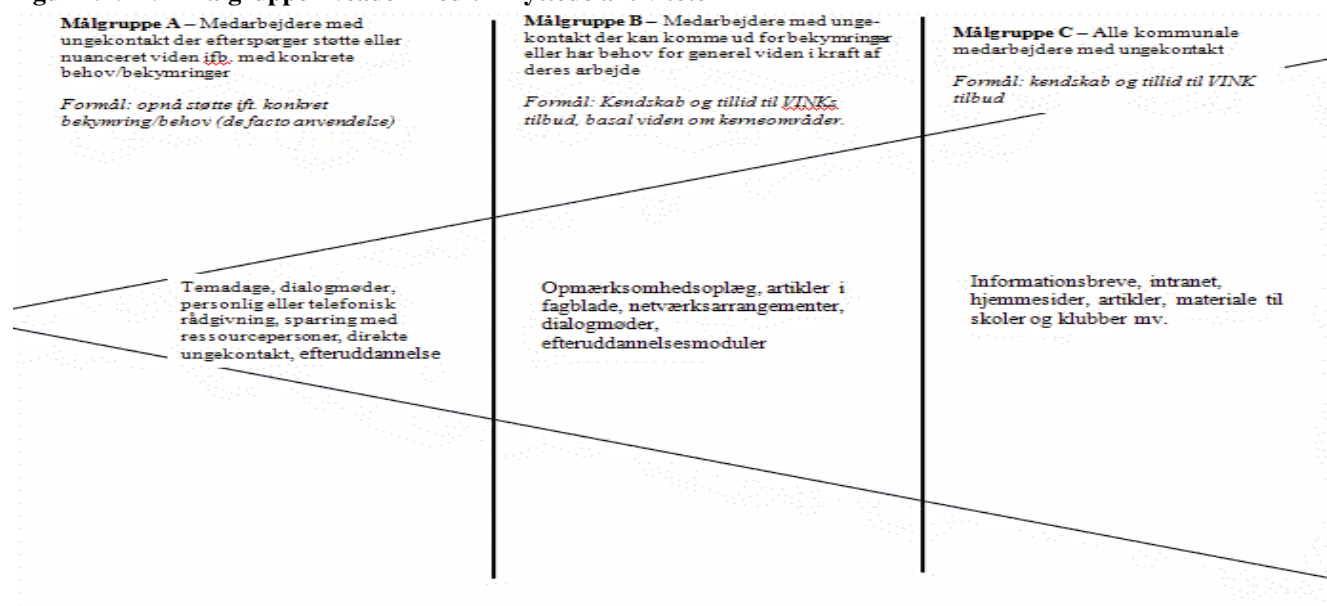 Målgruppe A – Medarbejdere med
ungekontakt der efterspørger støtte eller
nuanceret viden ifb. med konkrete
behov/bekymringer
Formål: opnå støtte ift. konkret
bekymring/behov (de facto anvendelse)
Målgruppe B – Medarbejdere med unge-
kontakt der kan komme ud for bekymringer
eller har behov for generel viden i kraft af
deres arbejde
Formål: Kendskab og tillid til VINKs
tilbud, basal viden om kerneområder.
Målgruppe C – Alle kommunale
medarbejdere med ungekontakt
Formål: kendskab og tillid til VINK
tilbud
Temadage, dialogmøder,
personlig eller telefonisk
rådgivning, sparring med
ressourcepersoner, direkte
ungekontakt, efteruddannelse
Opmærksomhedsoplæg, artikler i
fagblade, netværksarrangementer,
dialogmøder,
efteruddannelsesmoduler
Informationsbreve, intranet,
hjemmesider, artikler, materiale til
skoler og klubber mv.